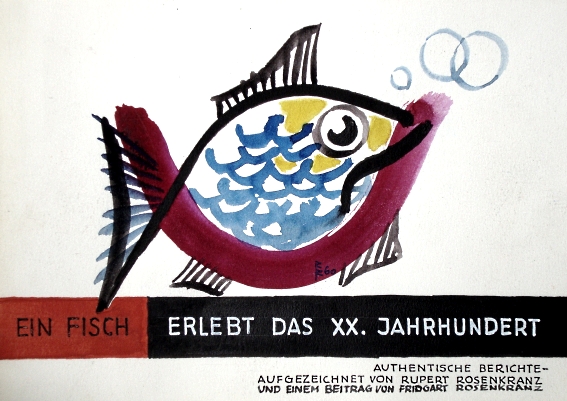 EIN FISCH ERLEBT DAS XX. JAHRHUNDERT
AUTHENTISCHE BERICHTE-
AUFGEZEICHNET VON RUPERT ROSENKRANZ
UND EINEM BEITRAG VON FRIDGART ROSENKRANZ